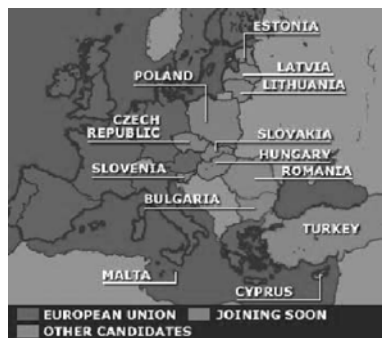 ESTONIA
LATVIA
POLAND
LITHUANIA
CZECH
REPUBLIC
SLOVAKIA
HUNGARY
SLOVENIA
ROMANIA
BULGARIA
TURKEY
MALTA
CYPRUS
EUROPEAN UNION
JOINING SOON
OTHER CANDIDATES